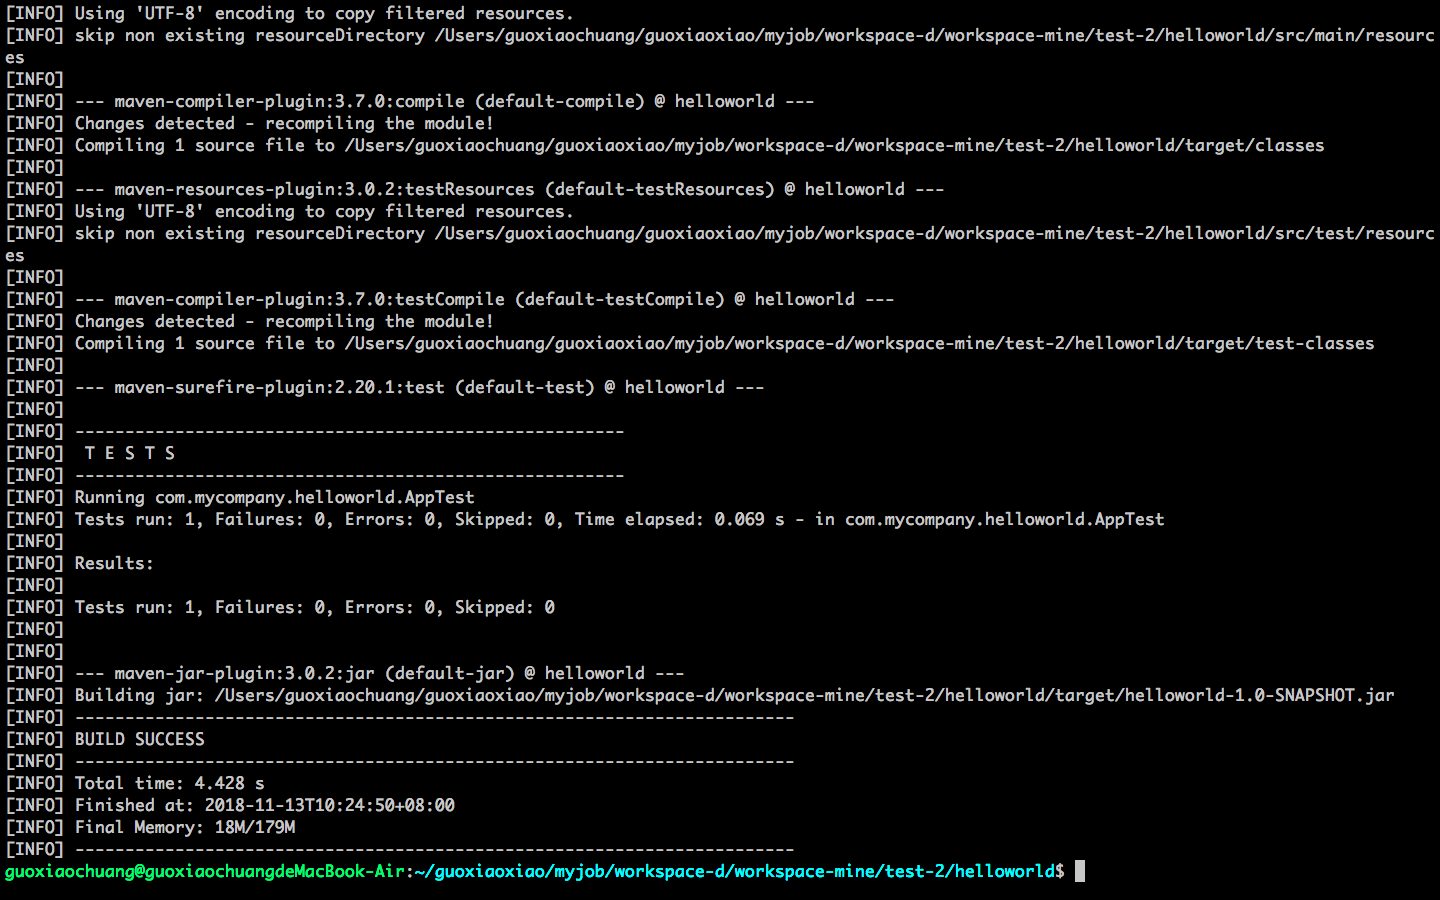 [INFO] Using 'UTF-8' encoding to copy filtered resources.
[INFO] skip non existing resourceDirectory /Users/guoxiaochuang/guoxiaoxiao/myjob/workspace-d/workspace-mine/test-2/helloworld/src/main/resourc
es
[INFO]
[INFO] --- maven-compiler-plugin:3.7.0:compile (default-compile) @ helloworld ---
[INFO] Changes detected - recompiling the module!
[INFO] Compiling 1 source file to /Users/guoxiaochuang/guoxiaoxiao/myjob/workspace-d/workspace-mine/test-2/helloworld/target/classes
[INFO]
[INFO] --- maven-resources-plugin:3.0.2:testResources (default-testResources) @ helloworld ---
[INFO] Using 'UTF-8' encoding to copy filtered resources.
[INFO] skip non existing resourceDirectory /Users/guoxiaochuang/guoxiaoxiao/myjob/workspace-d/workspace-mine/test-2/helloworld/src/test/resourc
es
[INFO]
[INFO] --- maven-compiler-plugin:3.7.0:testCompile (default-testCompile) @ helloworld ---
[INFO] Changes detected - recompiling the module!
[INFO] Compiling 1 source file to /Users/guoxiaochuang/guoxiaoxiao/myjob/workspace-d/workspace-mine/test-2/helloworld/target/test-classes
[INFO]
[INFO] --- maven-surefire-plugin:2.20.1:test (default-test) @ helloworld ---
[INFO]
[INFO] -------------------------------------------------------
[INFO]  T E S T S
[INFO] -------------------------------------------------------
[INFO] Running com.mycompany.helloworld.AppTest
[INFO] Tests run: 1, Failures: 0, Errors: 0, Skipped: 0, Time elapsed: 0.069 s - in com.mycompany.helloworld.AppTest
[INFO]
[INFO] Results:
[INFO]
[INFO] Tests run: 1, Failures: 0, Errors: 0, Skipped: 0
[INFO]
[INFO]
[INFO] --- maven-jar-plugin:3.0.2:jar (default-jar) @ helloworld ---
[INFO] Building jar: /Users/guoxiaochuang/guoxiaoxiao/myjob/workspace-d/workspace-mine/test-2/helloworld/target/helloworld-1.0-SNAPSHOT.jar
[INFO] ------------------------------------------------------------------------
[INFO] BUILD SUCCESS
[INFO] ------------------------------------------------------------------------
[INFO] Total time: 4.428 s
[INFO] Finished at: 2018-11-13T10:24:50+08:00
[INFO] Final Memory: 18M/179M
[INFO] ------------------------------------------------------------------------
guoxiaochuang@guoxiaochuangdeMacBook-Air:~/guoxiaoxiao/myjob/workspace-d/workspace-mine/test-2/helloworld$